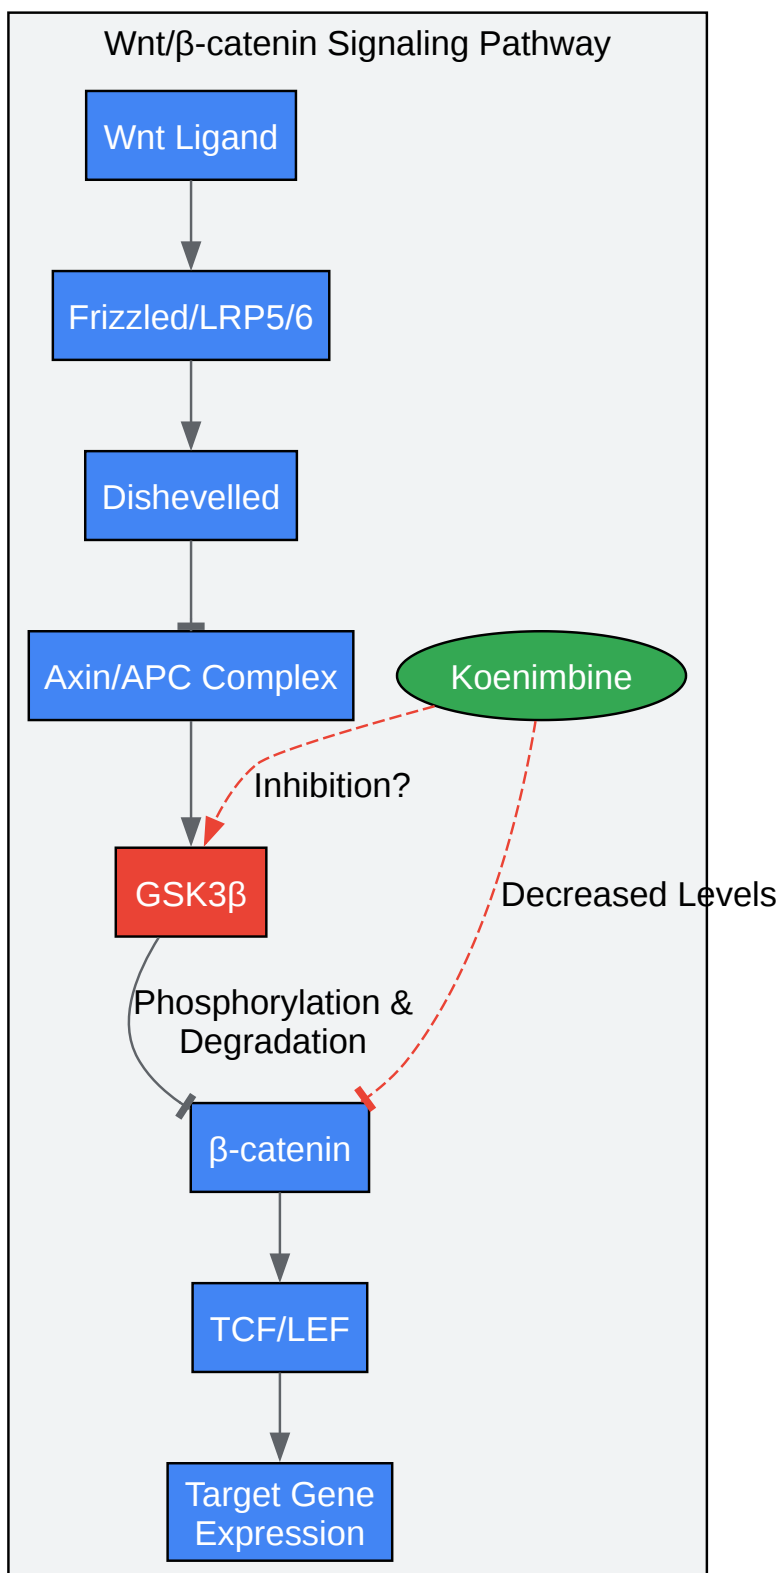 Wnt/β-catenin Signaling Pathway
Wnt Ligand
Frizzled/LRP5/6
Dishevelled
Axin/APC Complex
Koenimbine
Inhibition?
GSK3β
Decreased Levels
Phosphorylation &
Degradation
β-catenin
TCF/LEF
Target Gene
Expression